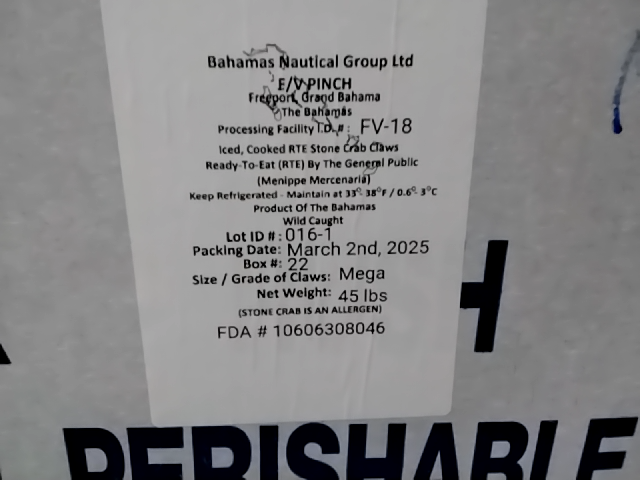 Bahamas Nautical Group Ltd
F/V PINCH
Freeport, Grand Bahama
The Bahamas
Processing Facility I.D. #: FV-18
Iced, Cooked RTE Stone Crab Claws
Ready-To-Eat (RTE) By The General Public
(Menippe Mercenaria)
Keep Refrigerated - Maintain at 33°- 38°F / 0.6°- 3°C
Product Of The Bahamas
Wild Caught
Lot ID #: 016-1
Packing Date: March 2nd, 2025
Box #: 22
Size / Grade of Claws: Mega
Net Weight: 45 lbs
(STONE CRAB IS AN ALLERGEN)
FDA # 10606308046
H
PERISHABLE